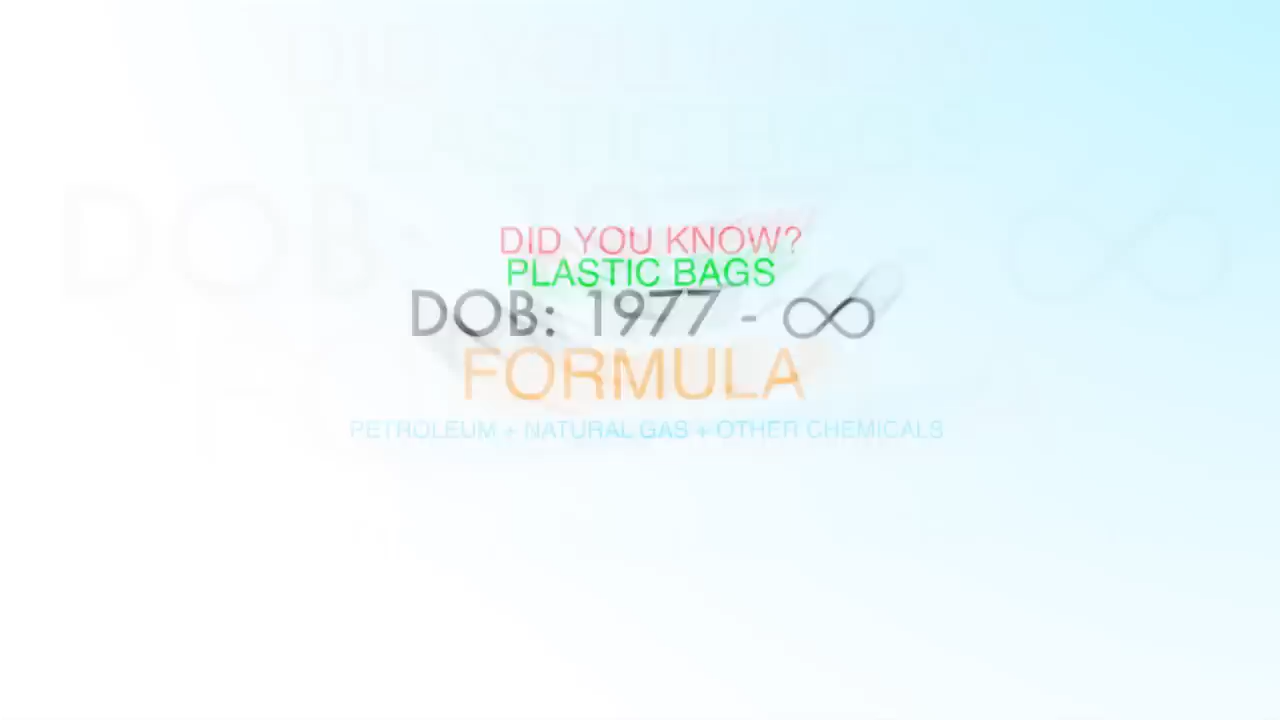 DID YOU KNOW?
PLASTIC BAGS
DOB: 1977 - ∞
FORMULA
PETROLEUM + NATURAL GAS + OTHER CHEMICALS